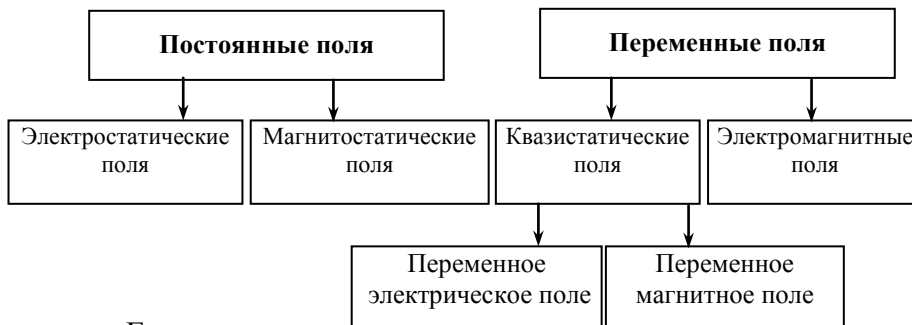 Постоянные поля
Переменные поля
Электростатические
поля
Магнитостатические
поля
Квазистатические
поля
Электромагнитные
поля
Переменное
электрическое поле
Переменное
магнитное поле